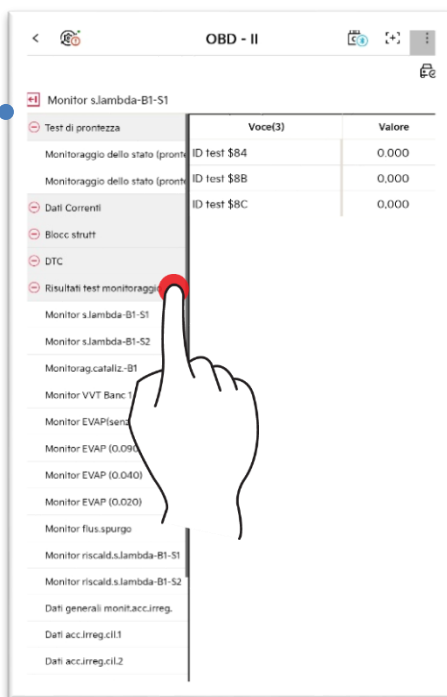 OBD - II
Monitor s.lambda-B1-S1
Test di prontezza
Voce(3)
Valore
Monitoraggio dello stato (pronte
ID test $84
0.000
Monitoraggio dello stato (pronte
ID test $8B
0,000
Dati Correnti
ID test $8C
0,000
Blocc strutt
DTC
Risultati test monitoraggio
Monitor s.lambda-B1-S1
Monitor s.lambda-B1-S2
Monitorag.cataliz.-B1
Monitor VVT Banc 1
Monitor EVAP(senz
Monitor EVAP (0.090
Monitor EVAP (0.040)
Monitor EVAP (0.020)
Monitor flus.spurgo
Monitor riscald.s.lambda-B1-S1
Monitor riscald.s.lambda-B1-S2
Dati generali monit.acc.irreg.
Dati acc.irreg.cil.1
Dati acc.irreg.cil.2